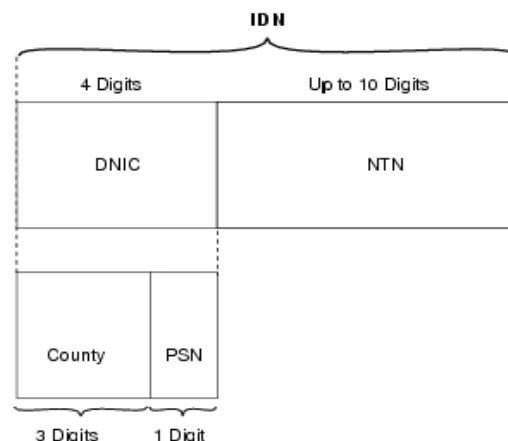 IDN
4 Digits Up to 10 Digits
DNIC NTN
County PSN
3 Digits 1 Digit